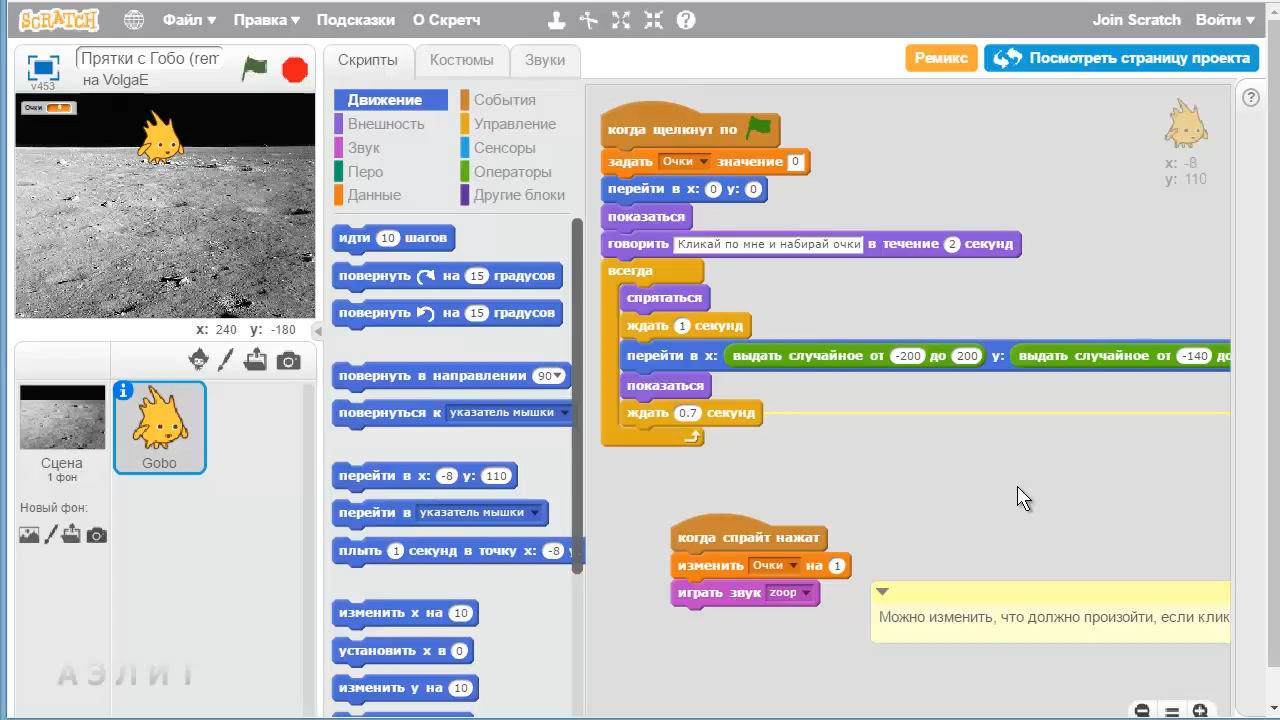 SCRATCH Файл Правка Подсказки О Скретч Join Scratch Войти
v453
Прятки с Гобо (rem
на VolgaE
Скрипты Костюмы Звуки
Ремикс Посмотреть страницу проекта
Очки
Движение События
Внешность Управление
Звук Сенсоры
Перо Операторы
Данные Другие блоки
идти 10 шагов
повернуть на 15 градусов
повернуть на 15 градусов
повернуть в направлении 90
повернуться к указатель мышки
перейти в x: -8 y: 110
перейти в указатель мышки
плыть 1 секунд в точку x: -8
изменить x на 10
установить x в 0
изменить y на 10
x: 240 y: -180
Сцена
1 фон
Новый фон:
Gobo
АЭЛИТ
когда щелкнут по
задать Очки значение 0
перейти в x: 0 y: 0
показаться
говорить Кликай по мне и набирай очки в течение 2 секунд
всегда
спрятаться
ждать 1 секунд
перейти в x: выдать случайное от -200 до 200 y: выдать случайное от -140 до
показаться
ждать 0.7 секунд
когда спрайт нажат
изменить Очки на 1
играть звук zoop
Можно изменить, что должно произойти, если клик
x: -8
y: 110